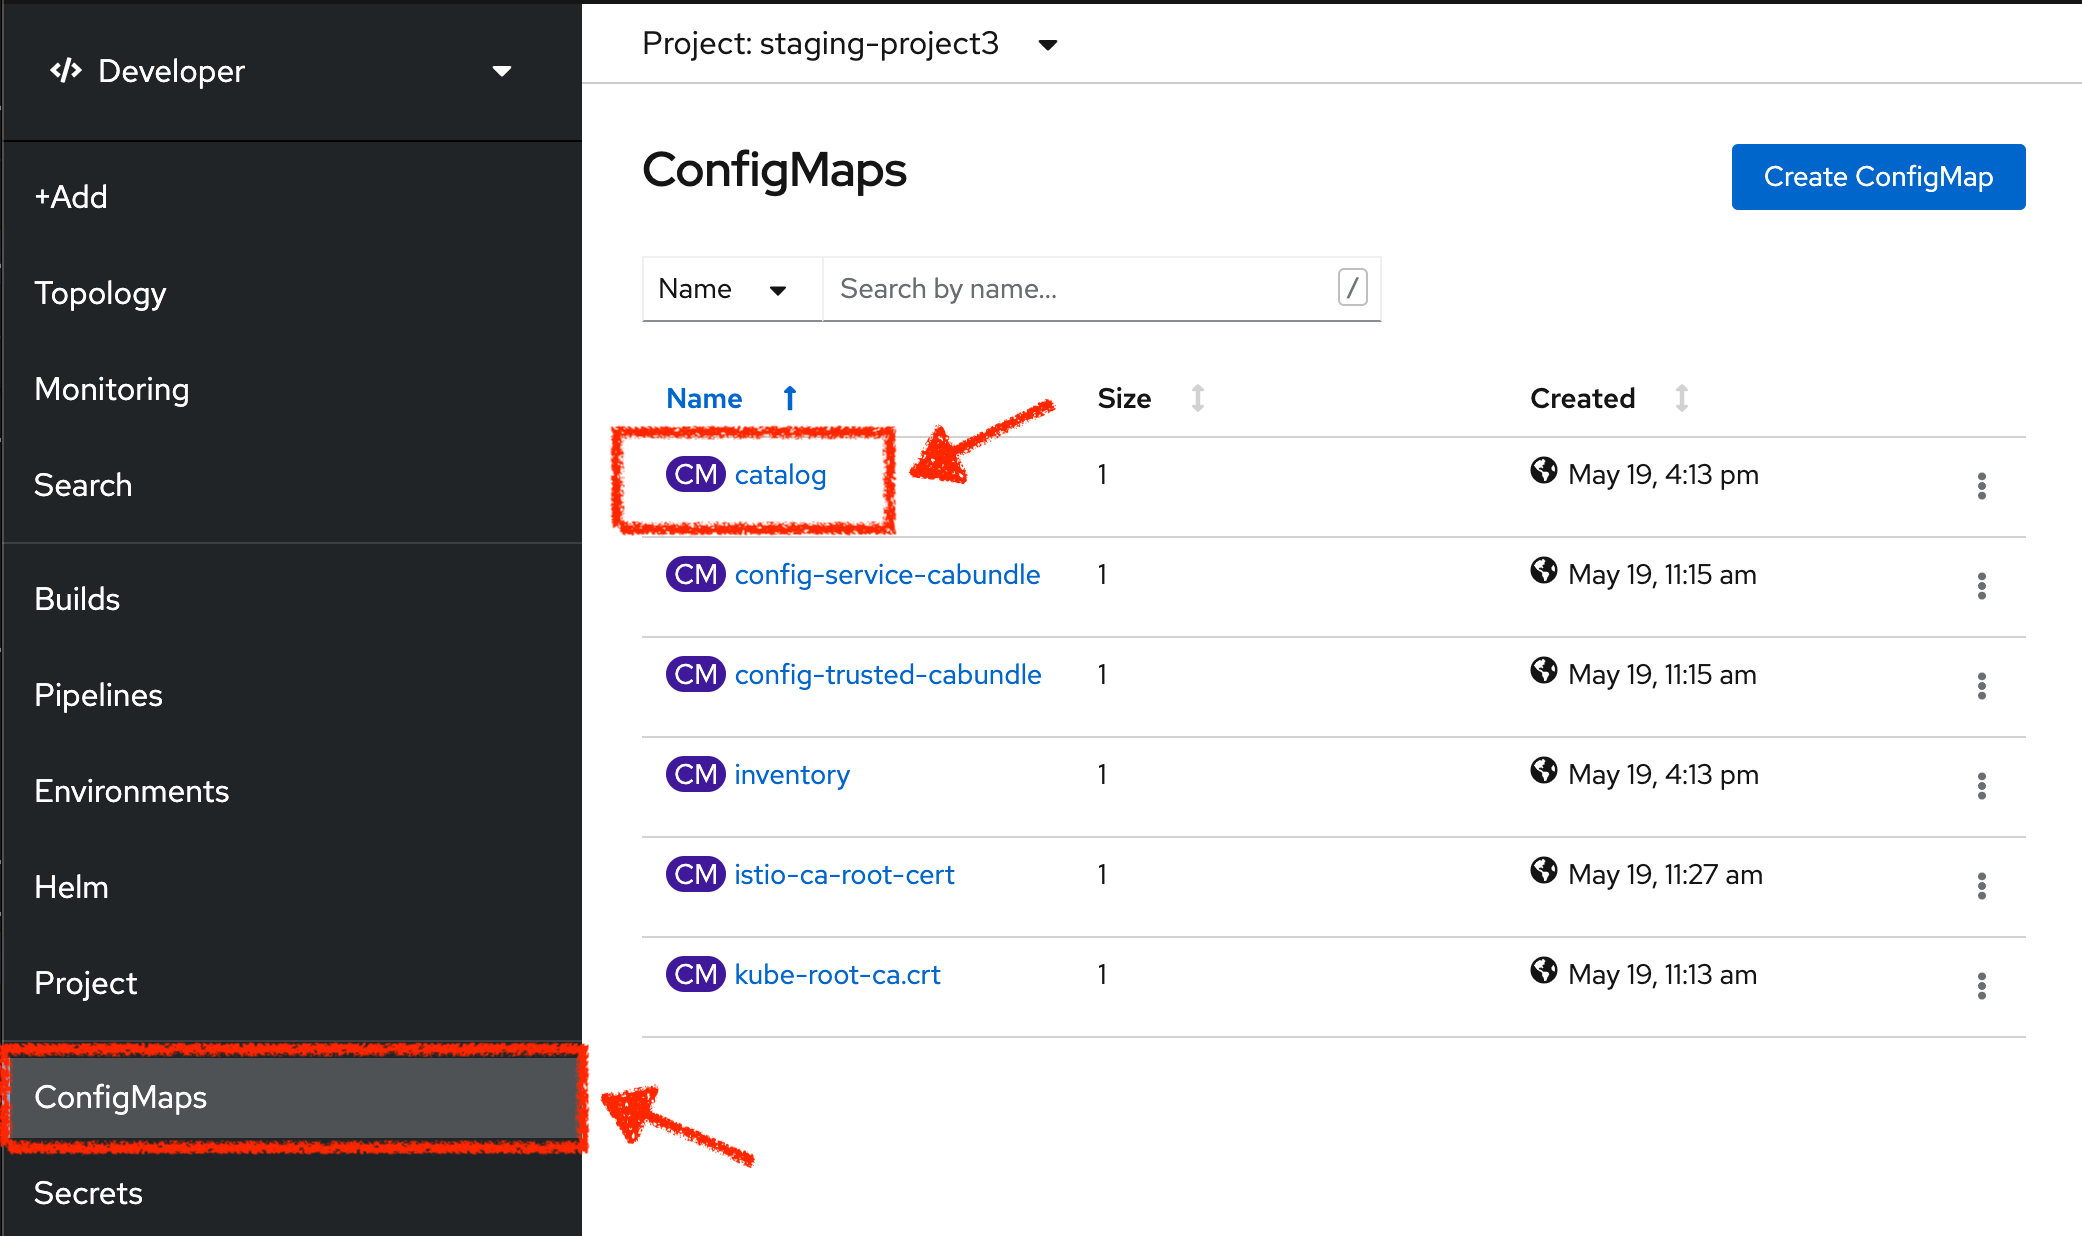 </> Developer
+Add
Topology
Monitoring
Search
Builds
Pipelines
Environments
Helm
Project
ConfigMaps
Secrets
Project: staging-project3
ConfigMaps
Create ConfigMap
Name Search by name... /
Name Size Created
CM catalog 1 May 19, 4:13 pm
CM config-service-cabundle 1 May 19, 11:15 am
CM config-trusted-cabundle 1 May 19, 11:15 am
CM inventory 1 May 19, 4:13 pm
CM istio-ca-root-cert 1 May 19, 11:27 am
CM kube-root-ca.crt 1 May 19, 11:13 am